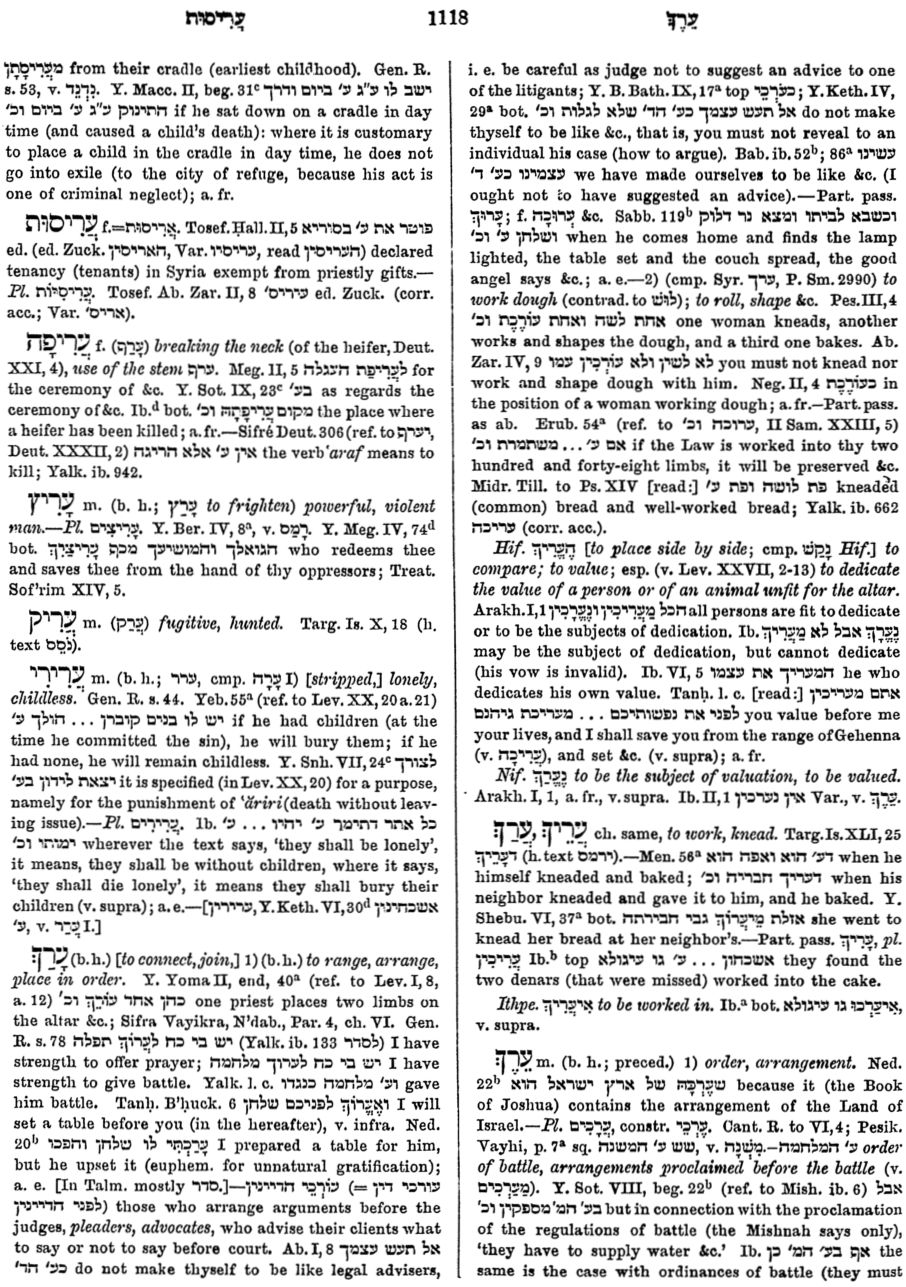 עֲרִיסוּת
1118
עֵרֶךְ
מעֲרִיסָתָן from their cradle (earliest childhood). Gen. R.
s. 53, v. נִדְנֵד. Y. Macc. II, beg. 31ᶜ ישב לו ע״ג ע׳ ביום ודרך
התינוק ע״ג ע׳ ביום וכ׳ if he sat down on a cradle in day
time (and caused a child's death): where it is customary
to place a child in the cradle in day time, he does not
go into exile (to the city of refuge, because his act is
one of criminal neglect); a. fr.
עֲרִיסוּת f.=אֲרִיסוּת. Tosef. Ḥall. II, 5 פוטר את ע׳ בסוריא
ed. (ed. Zuck. האריסין, Var. עריסיו, read העריסין) declared
tenancy (tenants) in Syria exempt from priestly gifts.—
Pl. עֲרִיסִיּוֹת. Tosef. Ab. Zar. II, 8 עיריס׳ ed. Zuck. (corr.
acc.; Var. אריס׳).
עֲרִיפָה f. (עָרַף) breaking the neck (of the heifer, Deut.
XXI, 4), use of the stem ערף. Meg. II, 5 לעֲרִיפַת העגלה for
the ceremony of &c. Y. Sot. IX, 23ᶜ בע׳ as regards the
ceremony of &c. Ib.ᵈ bot. מקום עֲרִיפָתָהּ וכ׳ the place where
a heifer has been killed; a. fr.—Sifré Deut. 306 (ref. to יערף,
Deut. XXXII, 2) אין ע׳ אלא הריגה the verb ʿaraf means to
kill; Yalk. ib. 942.
עָרִיץ m. (b. h.; עָרַץ to frighten) powerful, violent
man.—Pl. עָרִיצִים. Y. Ber. IV, 8ᵃ, v. רָמַס. Y. Meg. IV, 74ᵈ
bot. הגואלך והמושיעך מכף עָרִיצַיִךְ who redeems thee
and saves thee from the hand of thy oppressors; Treat.
Sof'rim XIV, 5.
עֲרִיק m. (עֲרַק) fugitive, hunted. Targ. Is. X, 18 (h.
text נֹסֵס).
עֲרִירִי m. (b. h.; ערר, cmp. עָרָה I) [stripped,] lonely,
childless. Gen. R. s. 44. Yeb. 55ᵃ (ref. to Lev. XX, 20 a. 21)
יש לו בנים קוברן ... הולך ע׳ if he had children (at the
time he committed the sin), he will bury them; if he
had none, he will remain childless. Y. Snh. VII, 24ᶜ לצורך
יצאת לידון בע׳ it is specified (in Lev. XX, 20) for a purpose,
namely for the punishment of ʿăriri (death without leav-
ing issue).—Pl. עֲרִירִים. Ib. כל אתר דתימר ע׳ יהיו ... ע׳
ימותו וכ׳ wherever the text says, 'they shall be lonely',
it means, they shall be without children, where it says,
'they shall die lonely', it means they shall bury their
children (v. supra); a. e.—[עירירין, Y. Keth. VI, 30ᵈ אשכחינון
ע׳, v. עֲרַר I.]
עָרַךְ (b. h.) [to connect, join,] 1) (b. h.) to range, arrange,
place in order. Y. Yoma II, end, 40ᵃ (ref. to Lev. I, 8,
a. 12) כהן אחד עוֹרֵךְ וכ׳ one priest places two limbs on
the altar &c.; Sifra Vayikra, N'dab., Par. 4, ch. VI. Gen.
R. s. 78 יש בי כח לַעֲרוֹךְ תפלה (Yalk. ib. 133 לסדר) I have
strength to offer prayer; יש בי כח לערוך מלחמה I have
strength to give battle. Yalk. l. c. וע׳ מלחמה כנגדו gave
him battle. Tanḥ. B'ḥuck. 6 וְאֶעֱרוֹךְ לפניכם שלחן I will
set a table before you (in the hereafter), v. infra. Ned.
20ᵇ עָרַכְתִּי לו שלחן והפכו I prepared a table for him,
but he upset it (euphem. for unnatural gratification);
a. e. [In Talm. mostly סדר.]—עוֹרְכֵי הדיינין (= עורכי דין
לפני הדיינין) those who arrange arguments before the
judges, pleaders, advocates, who advise their clients what
to say or not to say before court. Ab. I, 8 אל תעש עצמך
כע׳ הד׳ do not make thyself to be like legal advisers,
i. e. be careful as judge not to suggest an advice to one
of the litigants; Y. B. Bath. IX, 17ᵃ top כעֹרְכֵי; Y. Keth. IV,
29ᵃ bot. אל תעש עצמך כע׳ הד׳ שלא לגלות וכ׳ do not make
thyself to be like &c., that is, you must not reveal to an
individual his case (how to argue). Bab. ib. 52ᵇ; 86ᵃ עשינו
עצמינו כע׳ ד׳ we have made ourselves to be like &c. (I
ought not to have suggested an advice).—Part. pass.
עָרוּךְ; f. עֲרוּכָה &c. Sabb. 119ᵇ וכשבא לביתו ומצא נר דלוק
ושלחן ע׳ וכ׳ when he comes home and finds the lamp
lighted, the table set and the couch spread, the good
angel says &c.; a. e.—2) (cmp. Syr. ערך, P. Sm. 2990) to
work dough (contrad. to לוּשׁ); to roll, shape &c. Pes. III, 4
אחת לשה ואחת עוֹרֶכֶת וכ׳ one woman kneads, another
works and shapes the dough, and a third one bakes. Ab.
Zar. IV, 9 לא לשין ולא עוֹרְכִין עמו you must not knead nor
work and shape dough with him. Neg. II, 4 כעוֹרֶכֶת in
the position of a woman working dough; a. fr.—Part. pass.
as ab. Erub. 54ᵃ (ref. to ערוכה וכ׳, II Sam. XXIII, 5)
אם ע׳ ... משתמרת וכ׳ if the Law is worked into thy two
hundred and forty-eight limbs, it will be preserved &c.
Midr. Till. to Ps. XIV [read:] פת לושה ופת ע׳ kneaded
(common) bread and well-worked bread; Yalk. ib. 662
עריכה (corr. acc.).
Hif. הֶעֱרִיךְ [to place side by side; cmp. נָקַשׁ Hif.] to
compare; to value; esp. (v. Lev. XXVII, 2-13) to dedicate
the value of a person or of an animal unfit for the altar.
Arakh. I, 1 הכל מַעֲרִיכִין ונֶעֱרָכִין all persons are fit to dedicate
or to be the subjects of dedication. Ib. נֶעֱרָךְ אבל לא מַעֲרִיךְ
may be the subject of dedication, but cannot dedicate
(his vow is invalid). Ib. VI, 5 המעריך את עצמו he who
dedicates his own value. Tanḥ. l. c. [read:] אתם מעריכין
לפני את נפשותיכם ... מעריכת גיהנם you value before me
your lives, and I shall save you from the range of Gehenna
(v. עֲרִיכָה), and set &c. (v. supra); a. fr.
Nif. נֶעֱרַךְ to be the subject of valuation, to be valued.
Arakh. I, 1, a. fr., v. supra. Ib. II, 1 אין נערכין Var., v. עֵרֶךְ.
עֲרֵיךְ, עֲרַךְ ch. same, to work, knead. Targ. Is. XLI, 25
דעָרֵיךְ (h. text ירמס).—Men. 56ᵃ דע׳ הוא ואפה הוא when he
himself kneaded and baked; דעריך חבריה וכ׳ when his
neighbor kneaded and gave it to him, and he baked. Y.
Shebu. VI, 37ᵃ bot. אזלת מֵיעֲרוֹךְ גבי חבירתה she went to
knead her bread at her neighbor's.—Part. pass. עֲרִיךְ, pl.
עֲרִיכִין Ib.ᵇ top אשכחון ... ע׳ גו עיגולא they found the
two denars (that were missed) worked into the cake.
Ithpe. אִיעֲרִיךְ to be worked in. Ib.ᵃ bot. אִיעַרְכוּ גו עיגולא,
v. supra.
עֵרֶךְ m. (b. h.; preced.) 1) order, arrangement. Ned.
22ᵇ שעֶרְכָּהּ של ארץ ישראל הוא because it (the Book
of Joshua) contains the arrangement of the Land of
Israel.—Pl. עֲרָכִים, constr. עֶרְכֵי. Cant. R. to VI, 4; Pesik.
Vayhi, p. 7ᵃ sq. שש ע׳ המשנה, v. מִשְׁנָה.—ע׳ המלחמה order
of battle, arrangements proclaimed before the battle (v.
מַעֲרָכִים). Y. Sot. VIII, beg. 22ᵇ (ref. to Mish. ib. 6) אבל
בע׳ המ׳ מספקין וכ׳ but in connection with the proclamation
of the regulations of battle (the Mishnah says only),
'they have to supply water &c.' Ib. אף בע׳ המ׳ כן the
same is the case with ordinances of battle (they must